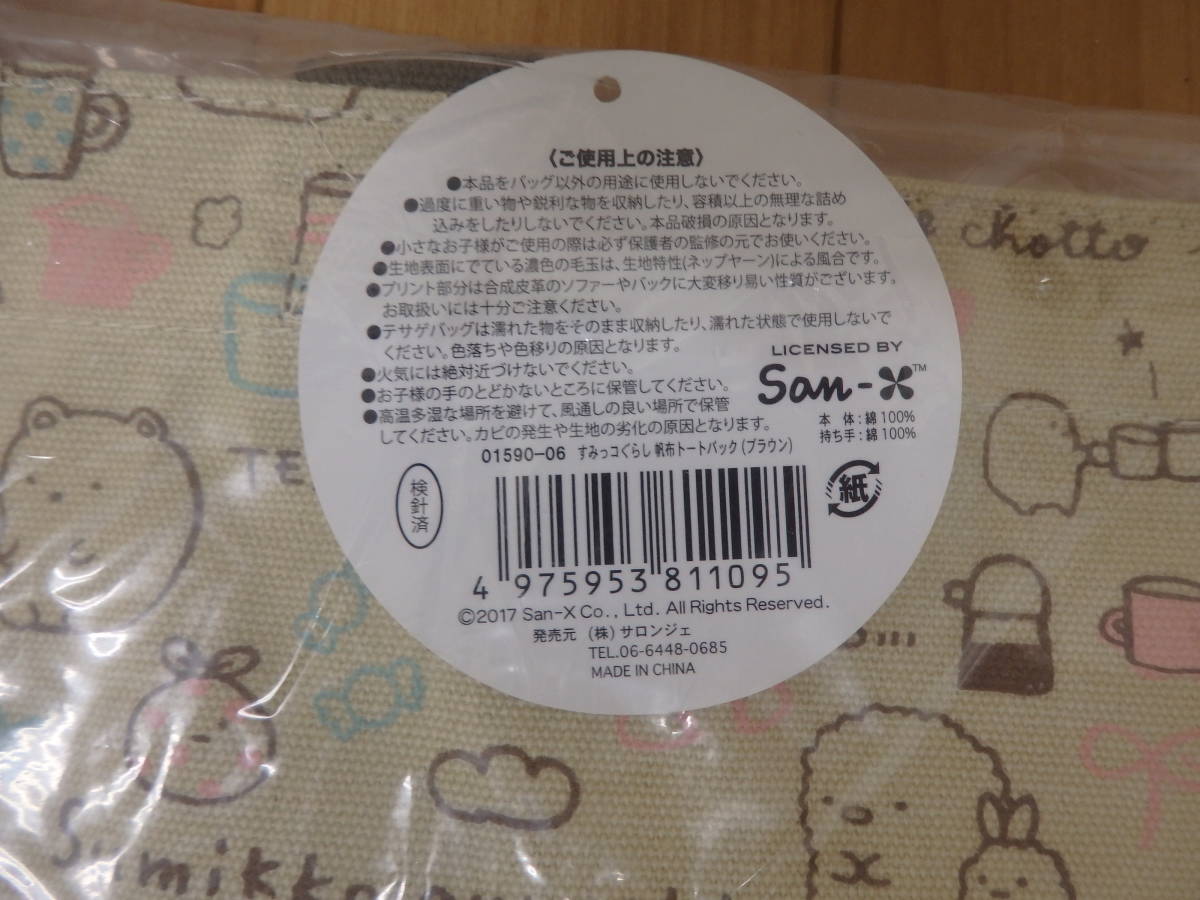 〈ご使用上の注意〉
●本品をバッグ以外の用途に使用しないでください。
●過度に重い物や鋭利な物を収納したり、容積以上の無理な詰め
込みをしたりしないでください。本品破損の原因となります。
●小さなお子様がご使用の際は必ず保護者の監修の元でお使いください。
●生地表面にでている濃色の毛玉は、生地特性(ネップヤーン)による風合です。
●プリント部分は合成皮革のソファーやバックに大変移り易い性質がございます。
お取扱いには十分ご注意ください。
●テサゲバッグは濡れた物をそのまま収納したり、濡れた状態で使用しないで
ください。色落ちや色移りの原因となります。
●火気には絶対近づけないでください。
●お子様の手のとどかないところに保管してください。
●高温多湿な場所を避けて、風通しの良い場所で保管
してください。カビの発生や生地の劣化の原因となります。
LICENSED BY
San-X™
本 体:綿 100%
持ち手:綿 100%
01590-06 すみっコぐらし 帆布トートバック(ブラウン)
検針済
紙
4 975953 811095
©2017 San-X Co., Ltd. All Rights Reserved.
発売元 (株)サロンジェ
TEL.06-6448-0685
MADE IN CHINA
Chotto
TE
Sumikko